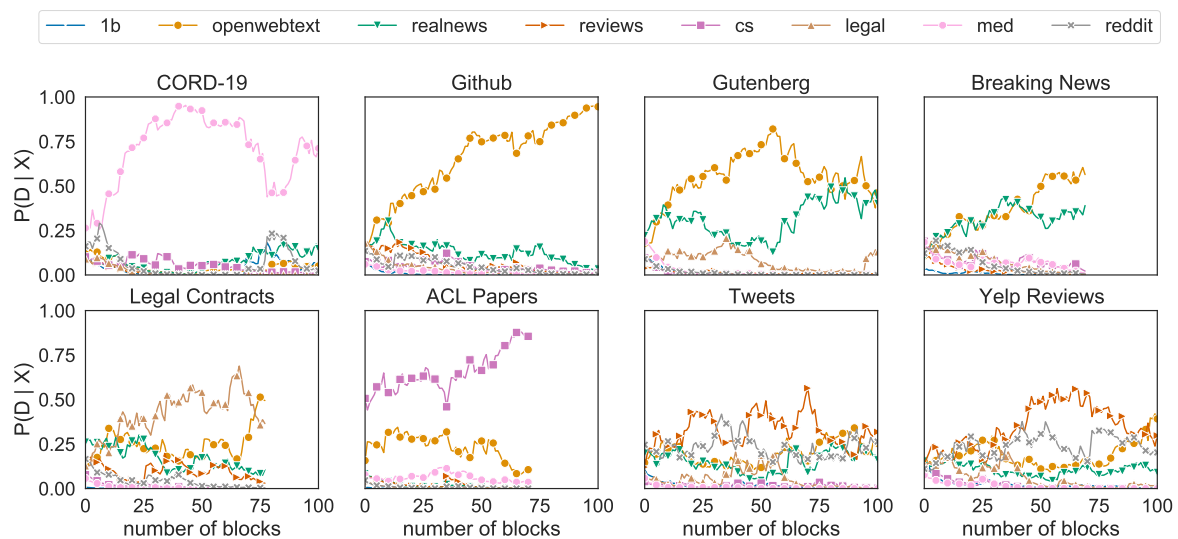 1b openwebtext realnews reviews cs legal med reddit
CORD-19 Github Gutenberg Breaking News
P(D | X)
1.00
0.75
0.50
0.25
0.00
Legal Contracts ACL Papers Tweets Yelp Reviews
P(D | X)
1.00
0.75
0.50
0.25
0.00
0 25 50 75 100 0 25 50 75 100 0 25 50 75 100 0 25 50 75 100
number of blocks number of blocks number of blocks number of blocks